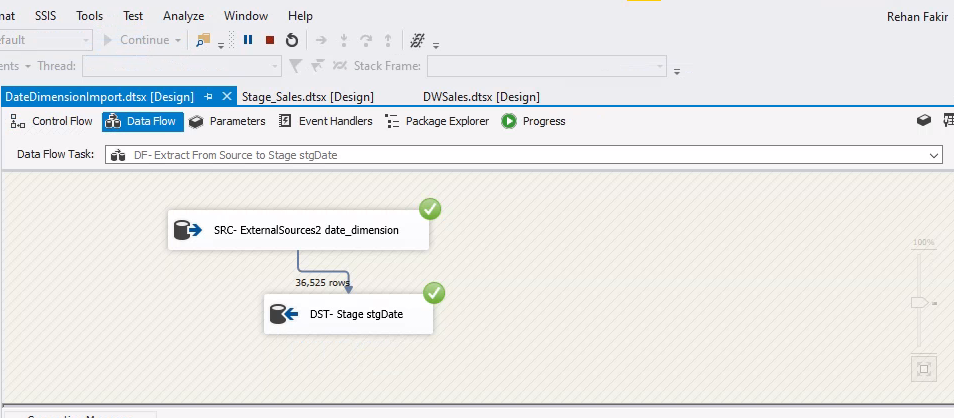 nat SSIS Tools Test Analyze Window Help
Rehan Fakir
efault Continue
ents Thread: Stack Frame:
DateDimensionImport.dtsx [Design] Stage_Sales.dtsx [Design] DWSales.dtsx [Design]
Control Flow Data Flow Parameters Event Handlers Package Explorer Progress
Data Flow Task: DF- Extract From Source to Stage stgDate
SRC- ExternalSources2 date_dimension
100%
36,525 rows
DST- Stage stgDate